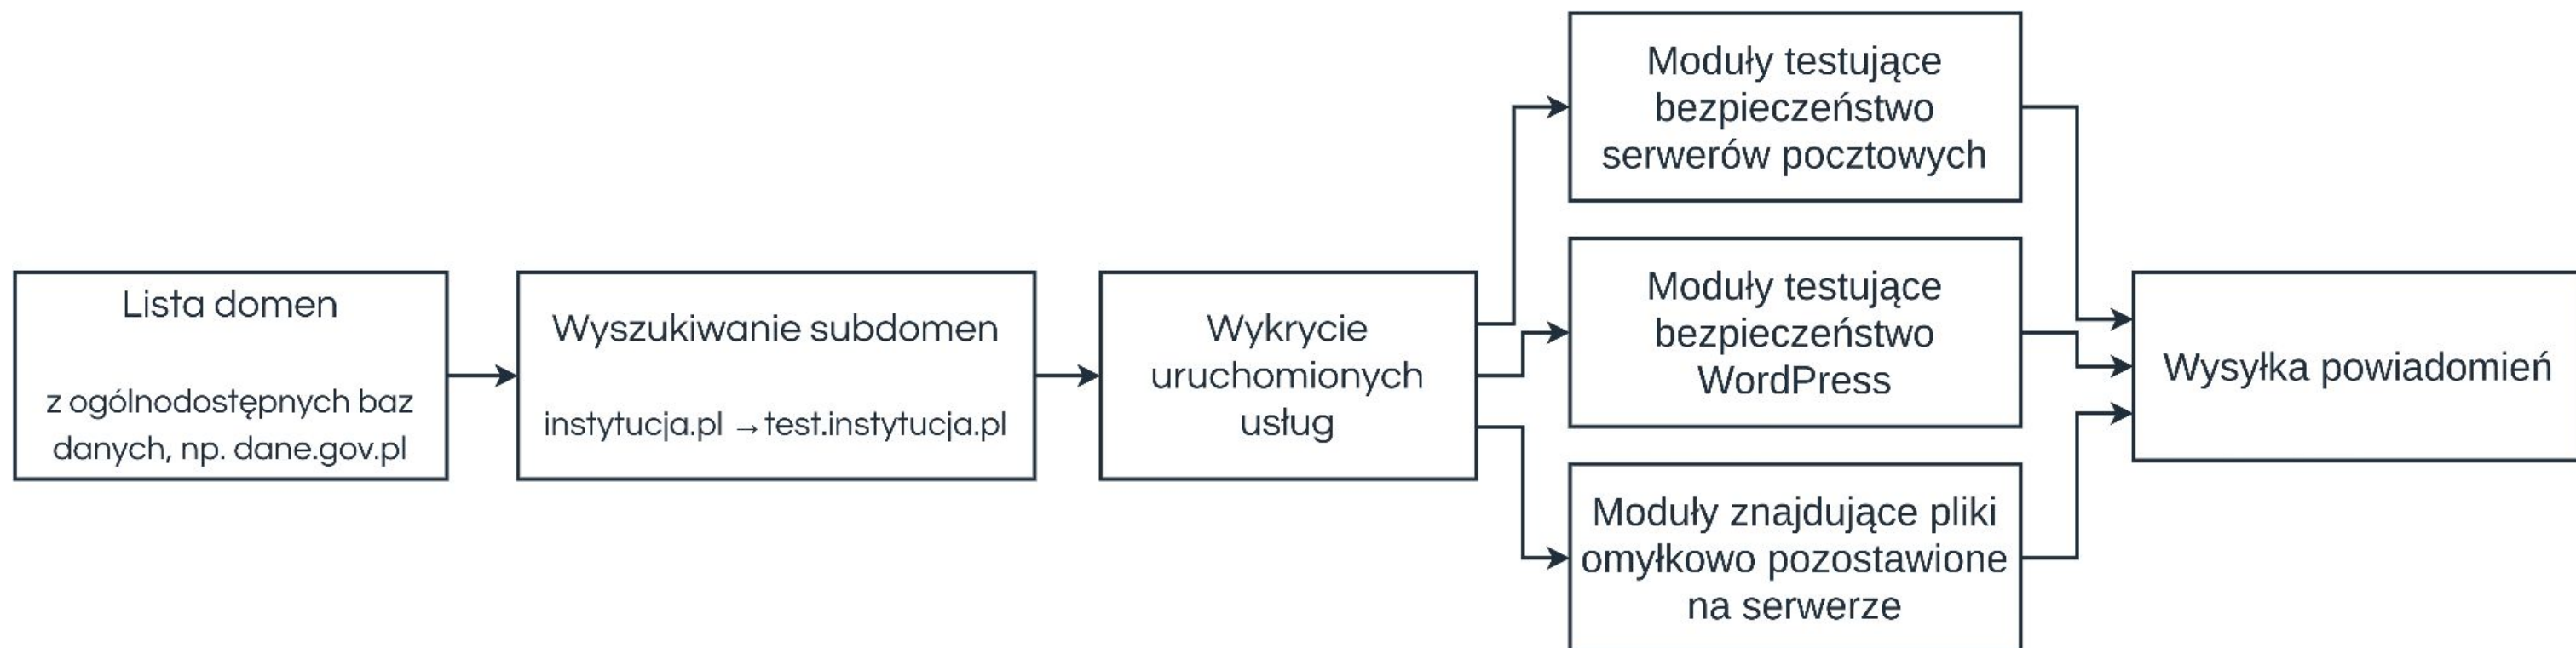 Lista domen
z ogólnodostępnych baz
danych, np. dane.gov.pl
Wyszukiwanie subdomen
instytucja.pl →test.instytucja.pl
Wykrycie
uruchomionych
usług
Moduły testujące
bezpieczeństwo
serwerów pocztowych
Moduły testujące
bezpieczeństwo
WordPress
Moduły znajdujące pliki
omyłkowo pozostawione
na serwerze
Wysyłka powiadomień